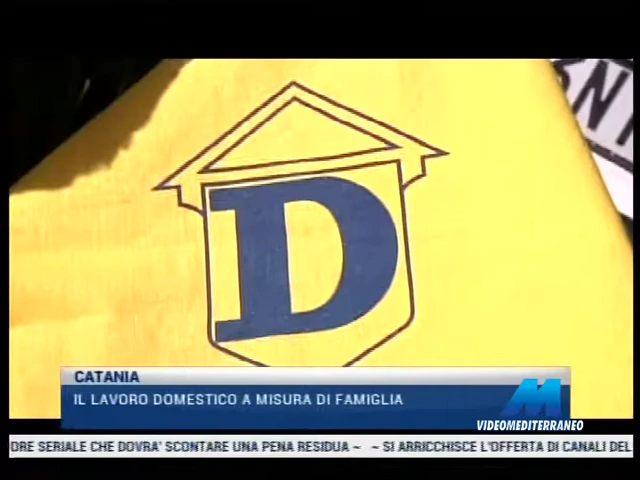 SN
D
CATANIA
IL LAVORO DOMESTICO A MISURA DI FAMIGLIA
VIDEOMEDITERRANEO
ORE SERIALE CHE DOVRA' SCONTARE UNA PENA RESIDUA ~ ~ SI ARRICCHISCE L'OFFERTA DI CANALI DEL